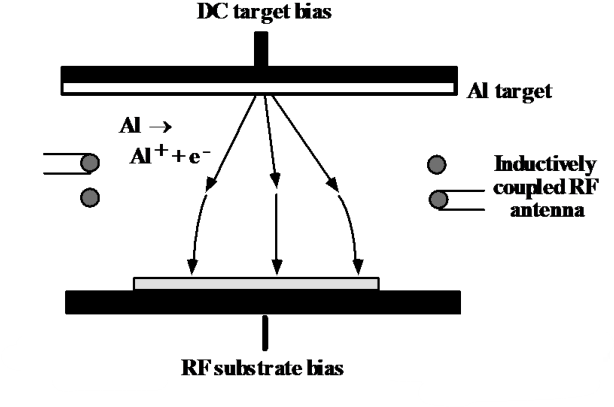 DC target bias
Al target
Al →
Al⁺ + e⁻
Inductively
coupled RF
antenna
RF substrate bias